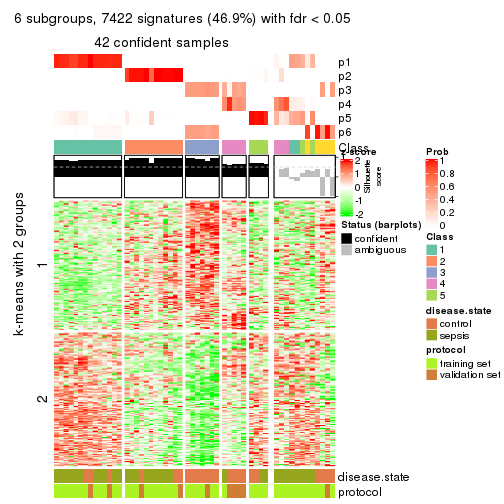 6 subgroups, 7422 signatures (46.9%) with fdr < 0.05
42 confident samples
p1
p2
p3
p4
p5
p6
Class
z-score
2
1
0
-1
-2
1
Silhouette
score
Prob
1
0.8
0.6
0.4
0.2
0
Status (barplots)
confident
ambiguous
Class
1
2
3
4
5
disease.state
control
sepsis
protocol
training set
validation set
k-means with 2 groups
1
2
disease.state
protocol